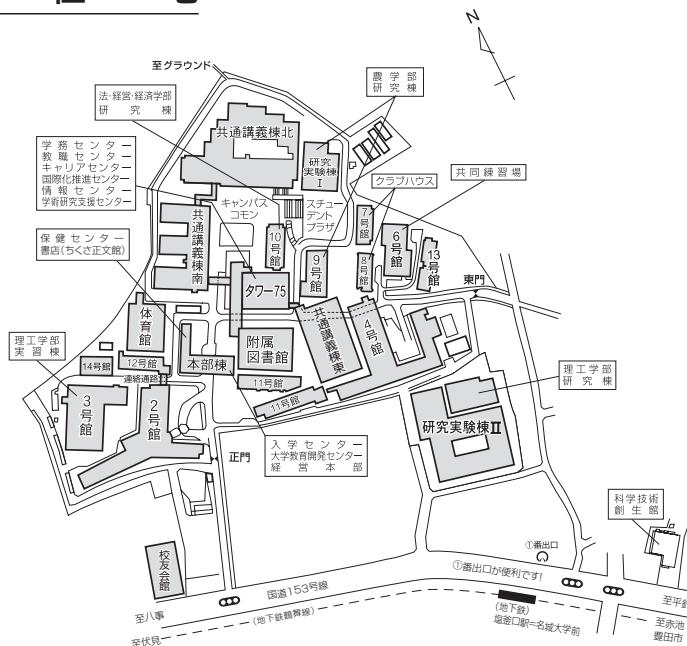 N
至グラウンド
法・経営・経済学部
研究棟
農学部
研究棟
共通講義棟北
研究
実験棟
I
学務センター
教職センター
キャリアセンター
国際化推進センター
情報センター
学術研究支援センター
クラブハウス
共同練習場
キャンパス
コモン
スチュー
デント
プラザ
共通講義棟南
10号館
7号館
6号館
13号館
保健センター
書店(ちくさ正文館)
9号館
8号館
東門
タワー75
体育館
共通講義棟東
4号館
理工学部
実習棟
附属
図書館
14号館
12号館
本部棟
連絡通路
11号館
理工学部
研究棟
3号館
2号館
11号館
研究実験棟II
正門
入学センター
大学教育開発センター
経営本部
科学技術
創生館
①番出口
校友会館
①番出口が便利です!
国道153号線
至八事
(地下鉄鶴舞線)
(地下鉄)
塩釜口駅=名城大学前
至伏見
至赤池
豊田市